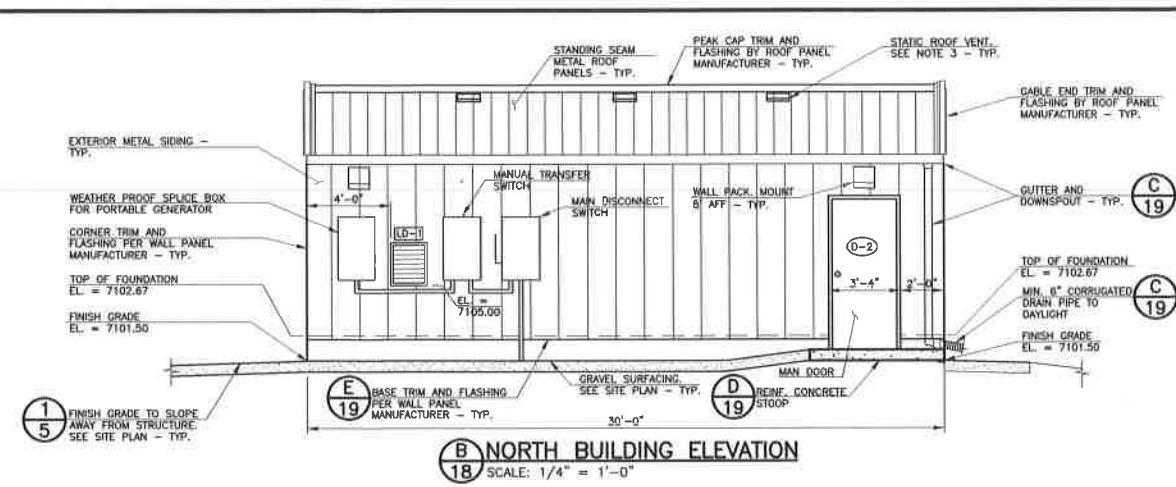 STANDING SEAM
METAL ROOF
PANELS – TYP.
PEAK CAP TRIM AND
FLASHING BY ROOF PANEL
MANUFACTURER – TYP.
STATIC ROOF VENT.
SEE NOTE 3 – TYP.
GABLE END TRIM AND
FLASHING BY ROOF PANEL
MANUFACTURER – TYP.
EXTERIOR METAL SIDING –
TYP.
WEATHER PROOF SPLICE BOX
FOR PORTABLE GENERATOR
CORNER TRIM AND
FLASHING PER WALL PANEL
MANUFACTURER – TYP.
TOP OF FOUNDATION
EL. = 7102.67
FINISH GRADE
EL. = 7101.50
4'-0"
LD-1
MANUAL TRANSFER
SWITCH
MAIN DISCONNECT
SWITCH
EL. =
7105.00
WALL PACK. MOUNT
8' AFF – TYP.
D-2
3'-4"
2'-0"
GUTTER AND
DOWNSPOUT – TYP.
C
19
TOP OF FOUNDATION
EL. = 7102.67
MIN. 6" CORRUGATED
DRAIN PIPE TO
DAYLIGHT
C
19
FINISH GRADE
EL. = 7101.50
1
5
FINISH GRADE TO SLOPE
AWAY FROM STRUCTURE.
SEE SITE PLAN – TYP.
E
19
BASE TRIM AND FLASHING
PER WALL PANEL
MANUFACTURER – TYP.
GRAVEL SURFACING.
SEE SITE PLAN – TYP.
D
19
MAN DOOR
REINF. CONCRETE
STOOP
30'-0"
B
18
NORTH BUILDING ELEVATION
SCALE: 1/4" = 1'-0"